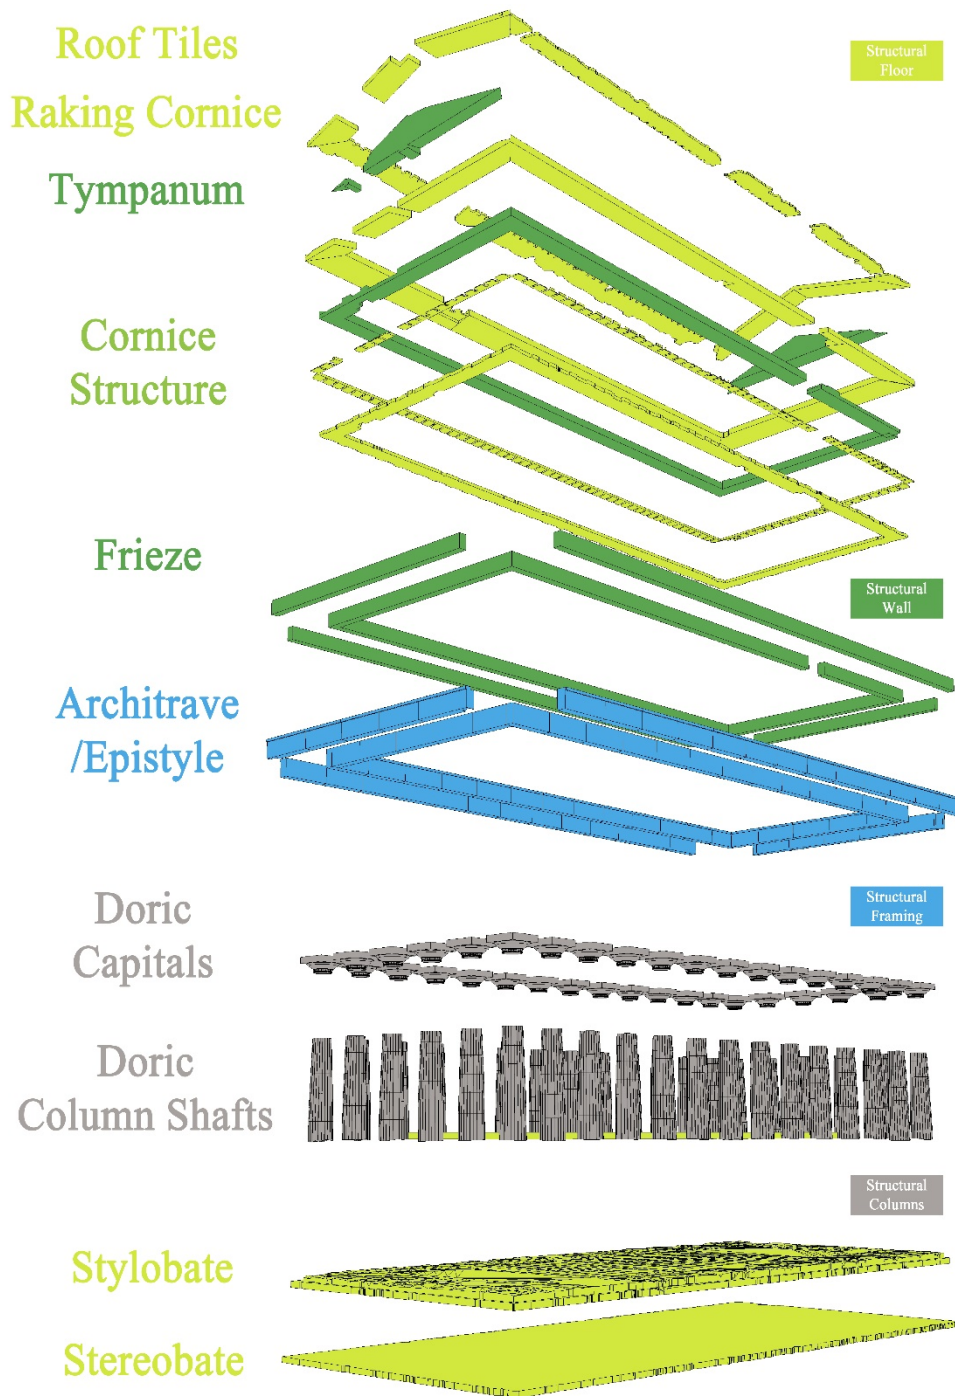 Roof Tiles
Structural
Floor
Raking Cornice
Tympanum
Cornice
Structure
Frieze
Structural
Wall
Architrave
/Epistyle
Structural
Framing
Doric
Capitals
Doric
Column Shafts
Structural
Columns
Stylobate
Stereobate